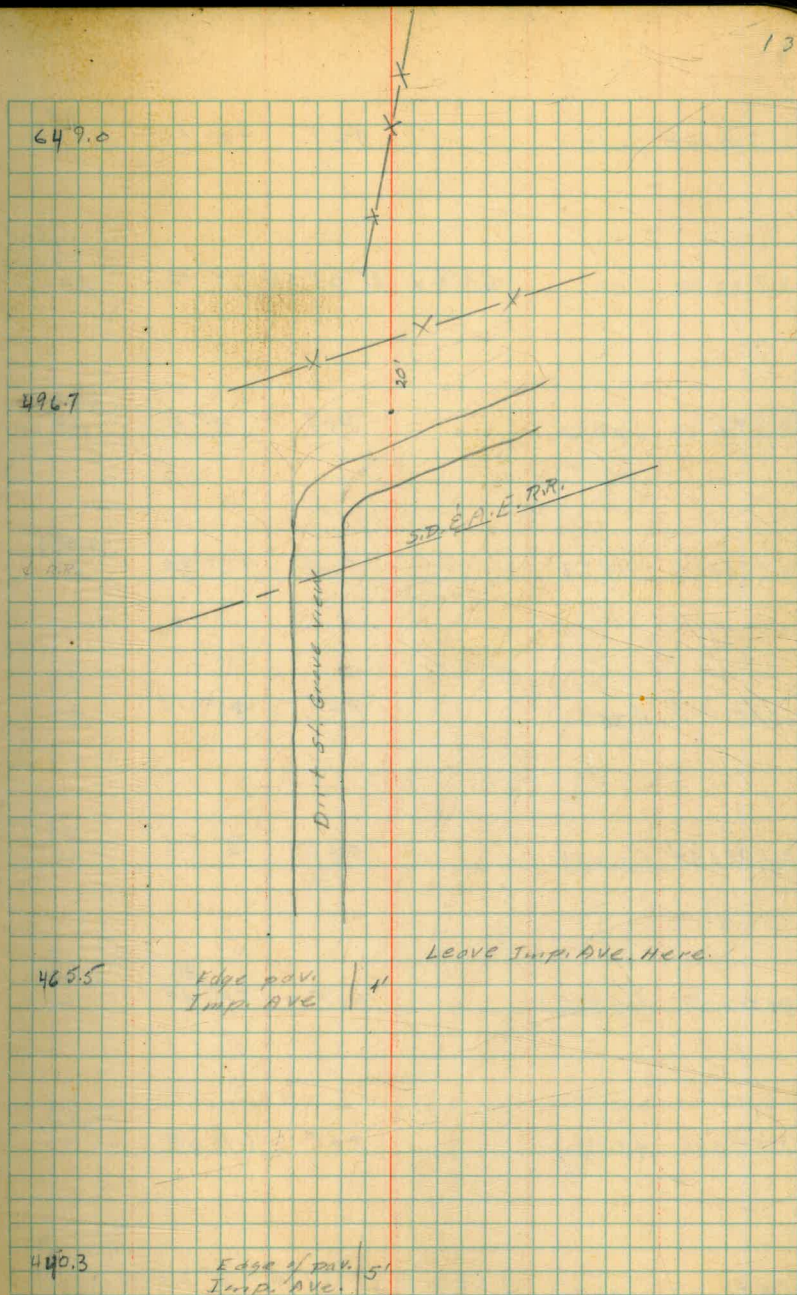 13
649.0
20'
496.7
S.D. & A.E. R.R.
¢ R.R.
Dirt St. Grove View
Leave Imp. Ave. Here.
465.5
Edge pav. 4'
Imp. Ave
440.3
Edge of pav. 5'
Imp. Ave.